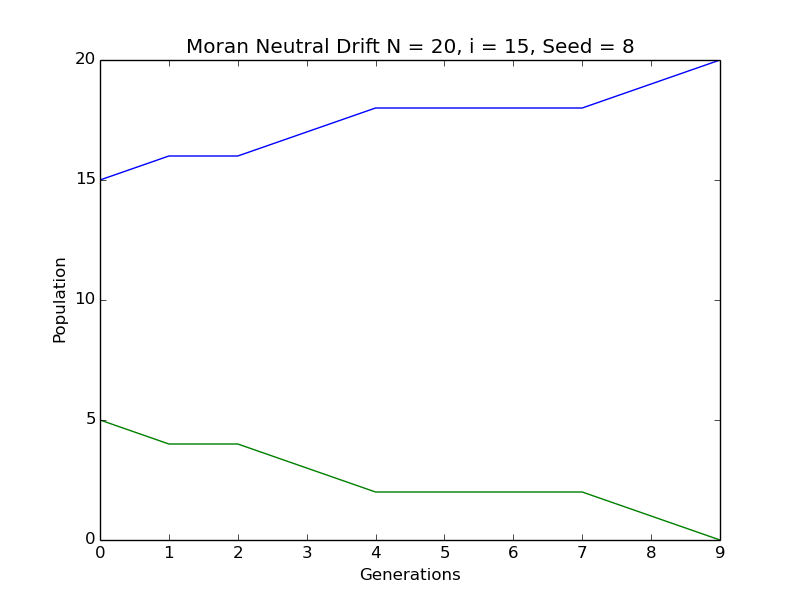 Moran Neutral Drift N = 20, i = 15, Seed = 8
20
15
10
5
0
Population
0 1 2 3 4 5 6 7 8 9
Generations